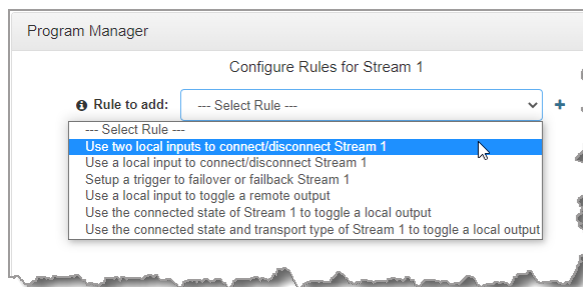 Program Manager
Configure Rules for Stream 1
Rule to add: --- Select Rule ---
--- Select Rule ---
Use two local inputs to connect/disconnect Stream 1
Use a local input to connect/disconnect Stream 1
Setup a trigger to failover or failback Stream 1
Use a local input to toggle a remote output
Use the connected state of Stream 1 to toggle a local output
Use the connected state and transport type of Stream 1 to toggle a local output